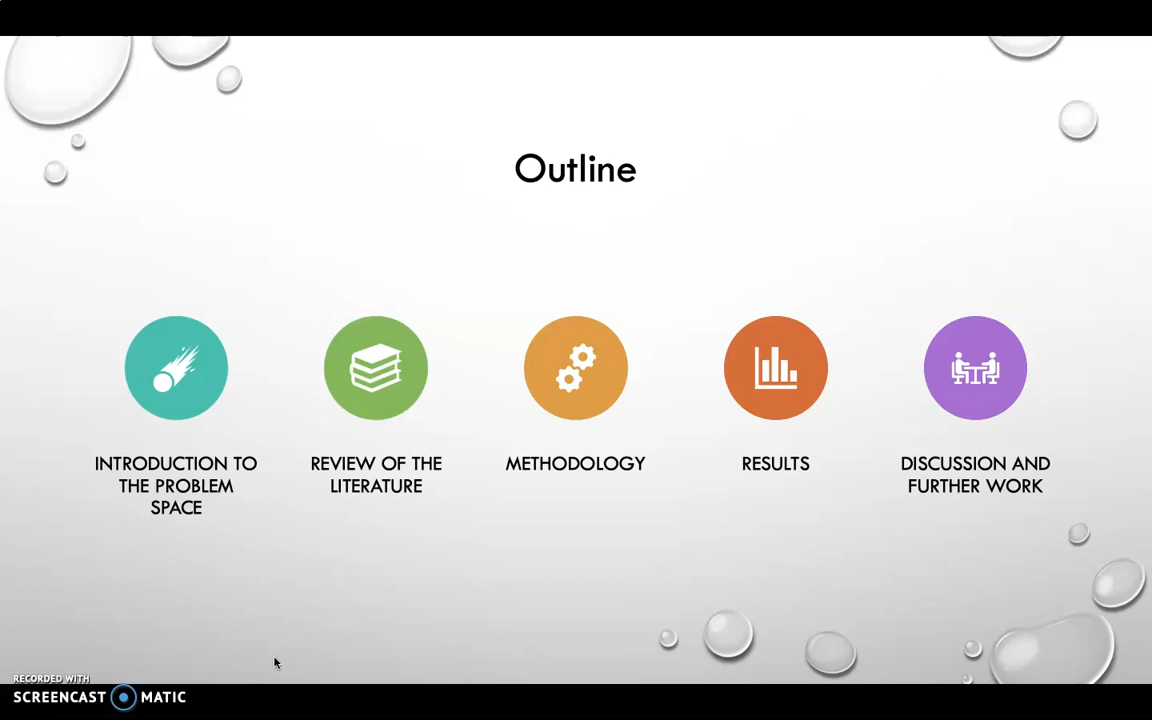 Outline
INTRODUCTION TO
THE PROBLEM
SPACE
REVIEW OF THE
LITERATURE
METHODOLOGY
RESULTS
DISCUSSION AND
FURTHER WORK
RECORDED WITH
SCREENCAST MATIC